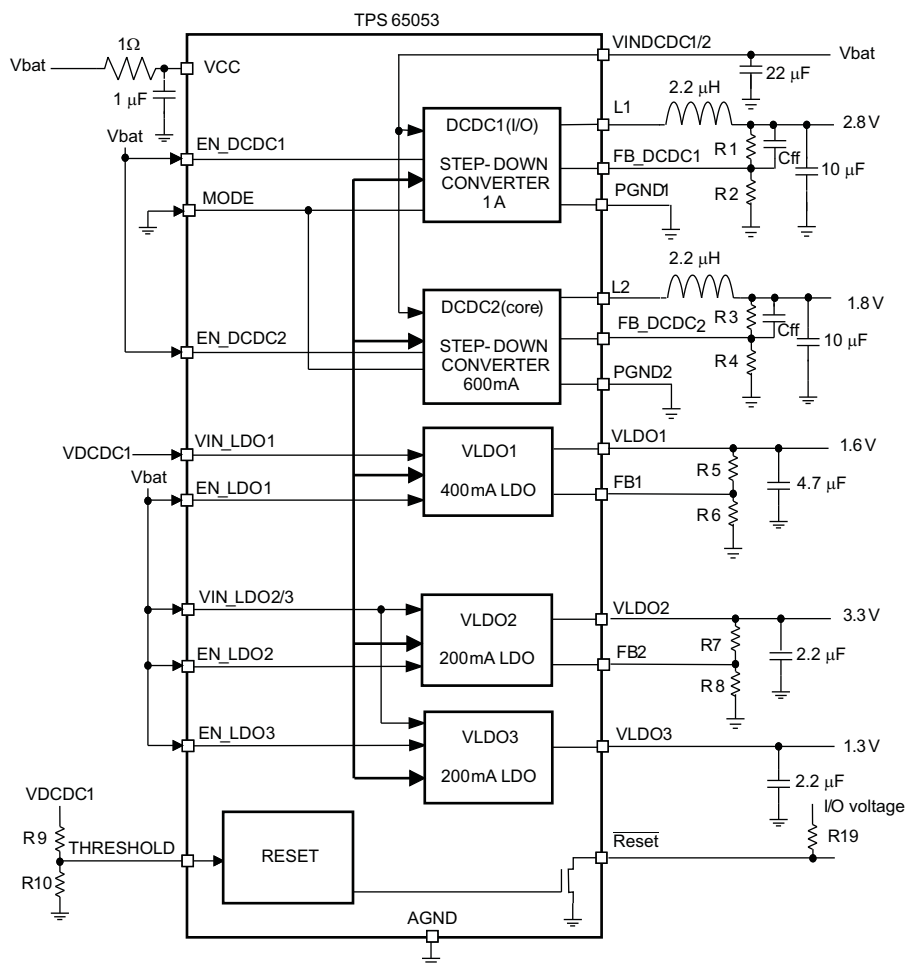 TPS 65053
1Ω
Vbat
VCC
1 μF
VINDCDC1/2
Vbat
22 μF
Vbat
EN_DCDC1
MODE
DCDC1(I/O)
STEP-DOWN
CONVERTER
1 A
L1
2.2 μH
2.8 V
R1
Cff
FB_DCDC1
10 μF
R2
PGND1
EN_DCDC2
DCDC2(core)
STEP-DOWN
CONVERTER
600mA
L2
2.2 μH
1.8 V
R3
Cff
FB_DCDC2
10 μF
R4
PGND2
VDCDC1
VIN_LDO1
Vbat
EN_LDO1
VLDO1
400mA LDO
VLDO1
1.6 V
R5
4.7 μF
FB1
R6
VIN_LDO2/3
EN_LDO2
VLDO2
200mA LDO
VLDO2
3.3 V
R7
2.2 μF
FB2
R8
EN_LDO3
VLDO3
200mA LDO
VLDO3
1.3 V
2.2 μF
VDCDC1
R9
THRESHOLD
R10
RESET
I/O voltage
R19
Reset
AGND